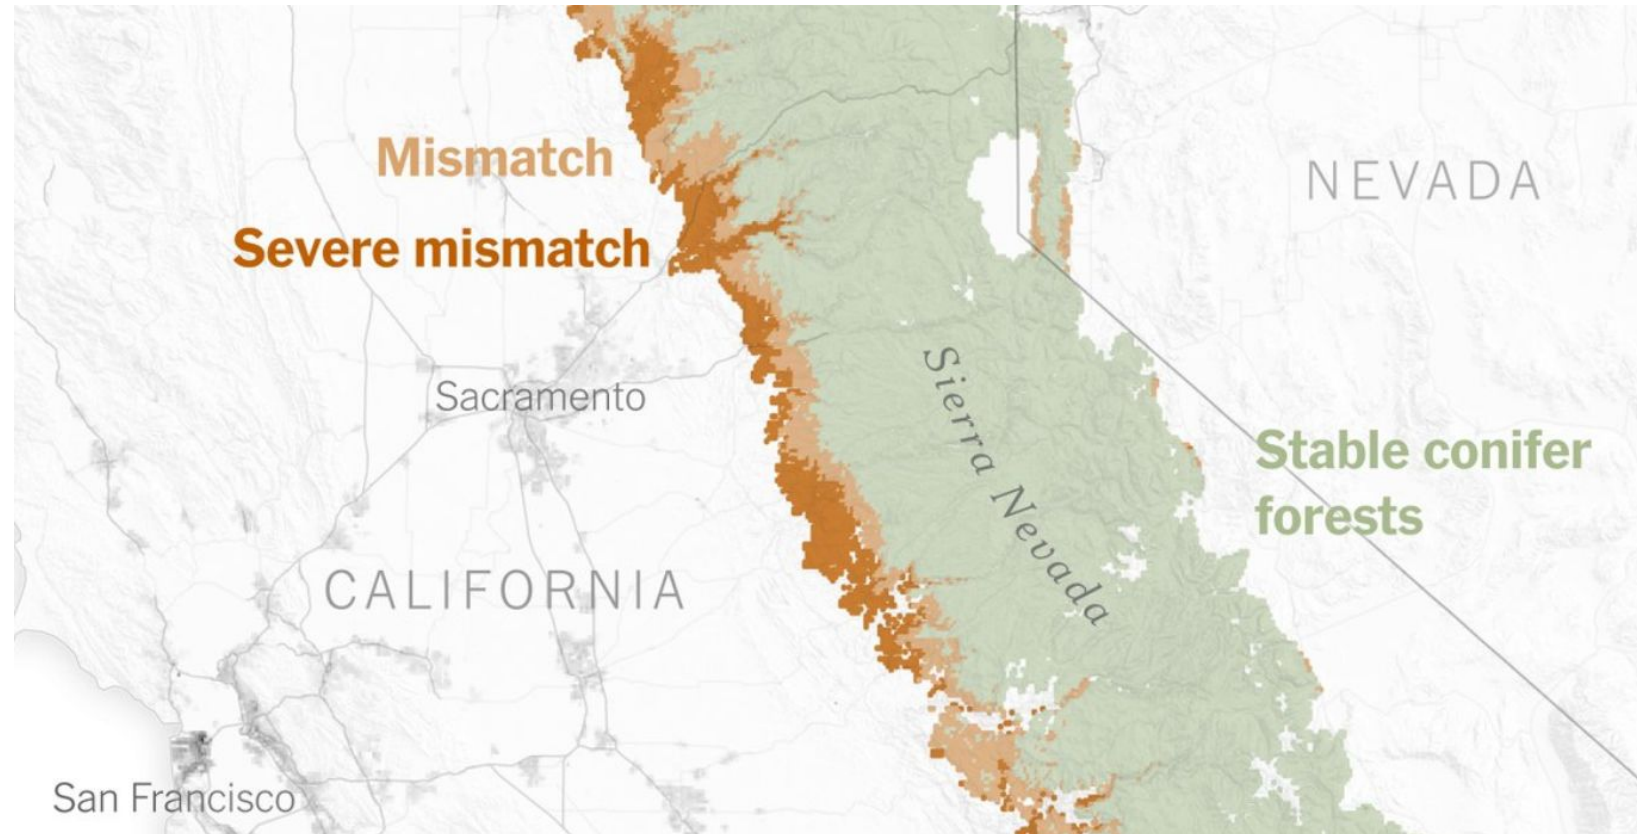 Mismatch
NEVADA
Severe mismatch
Sacramento
Sierra Nevada
Stable conifer
forests
CALIFORNIA
San Francisco